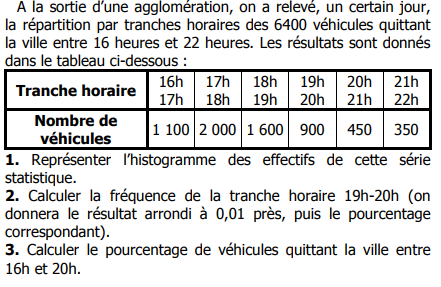 A la sortie d'une agglomération, on a relevé, un certain jour,
la répartition par tranches horaires des 6400 véhicules quittant
la ville entre 16 heures et 22 heures. Les résultats sont donnés
dans le tableau ci-dessous :
Tranche horaire 16h 17h 18h 19h 20h 21h
17h 18h 19h 20h 21h 22h
Nombre de véhicules 1 100 2 000 1 600 900 450 350
1. Représenter l'histogramme des effectifs de cette série
statistique.
2. Calculer la fréquence de la tranche horaire 19h-20h (on
donnera le résultat arrondi à 0,01 près, puis le pourcentage
correspondant).
3. Calculer le pourcentage de véhicules quittant la ville entre
16h et 20h.